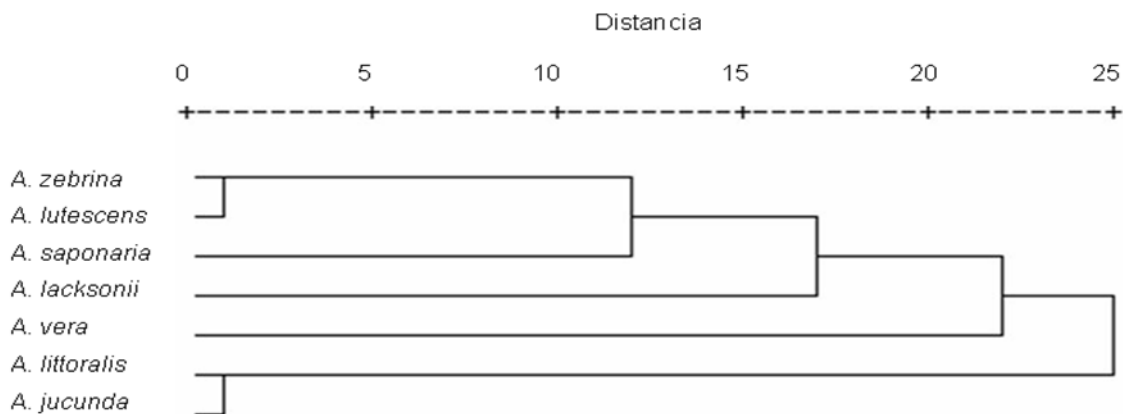 Distancia
0 5 10 15 20 25
A. zebrina
A. lutescens
A. saponaria
A. lacksonii
A. vera
A. littoralis
A. jucunda